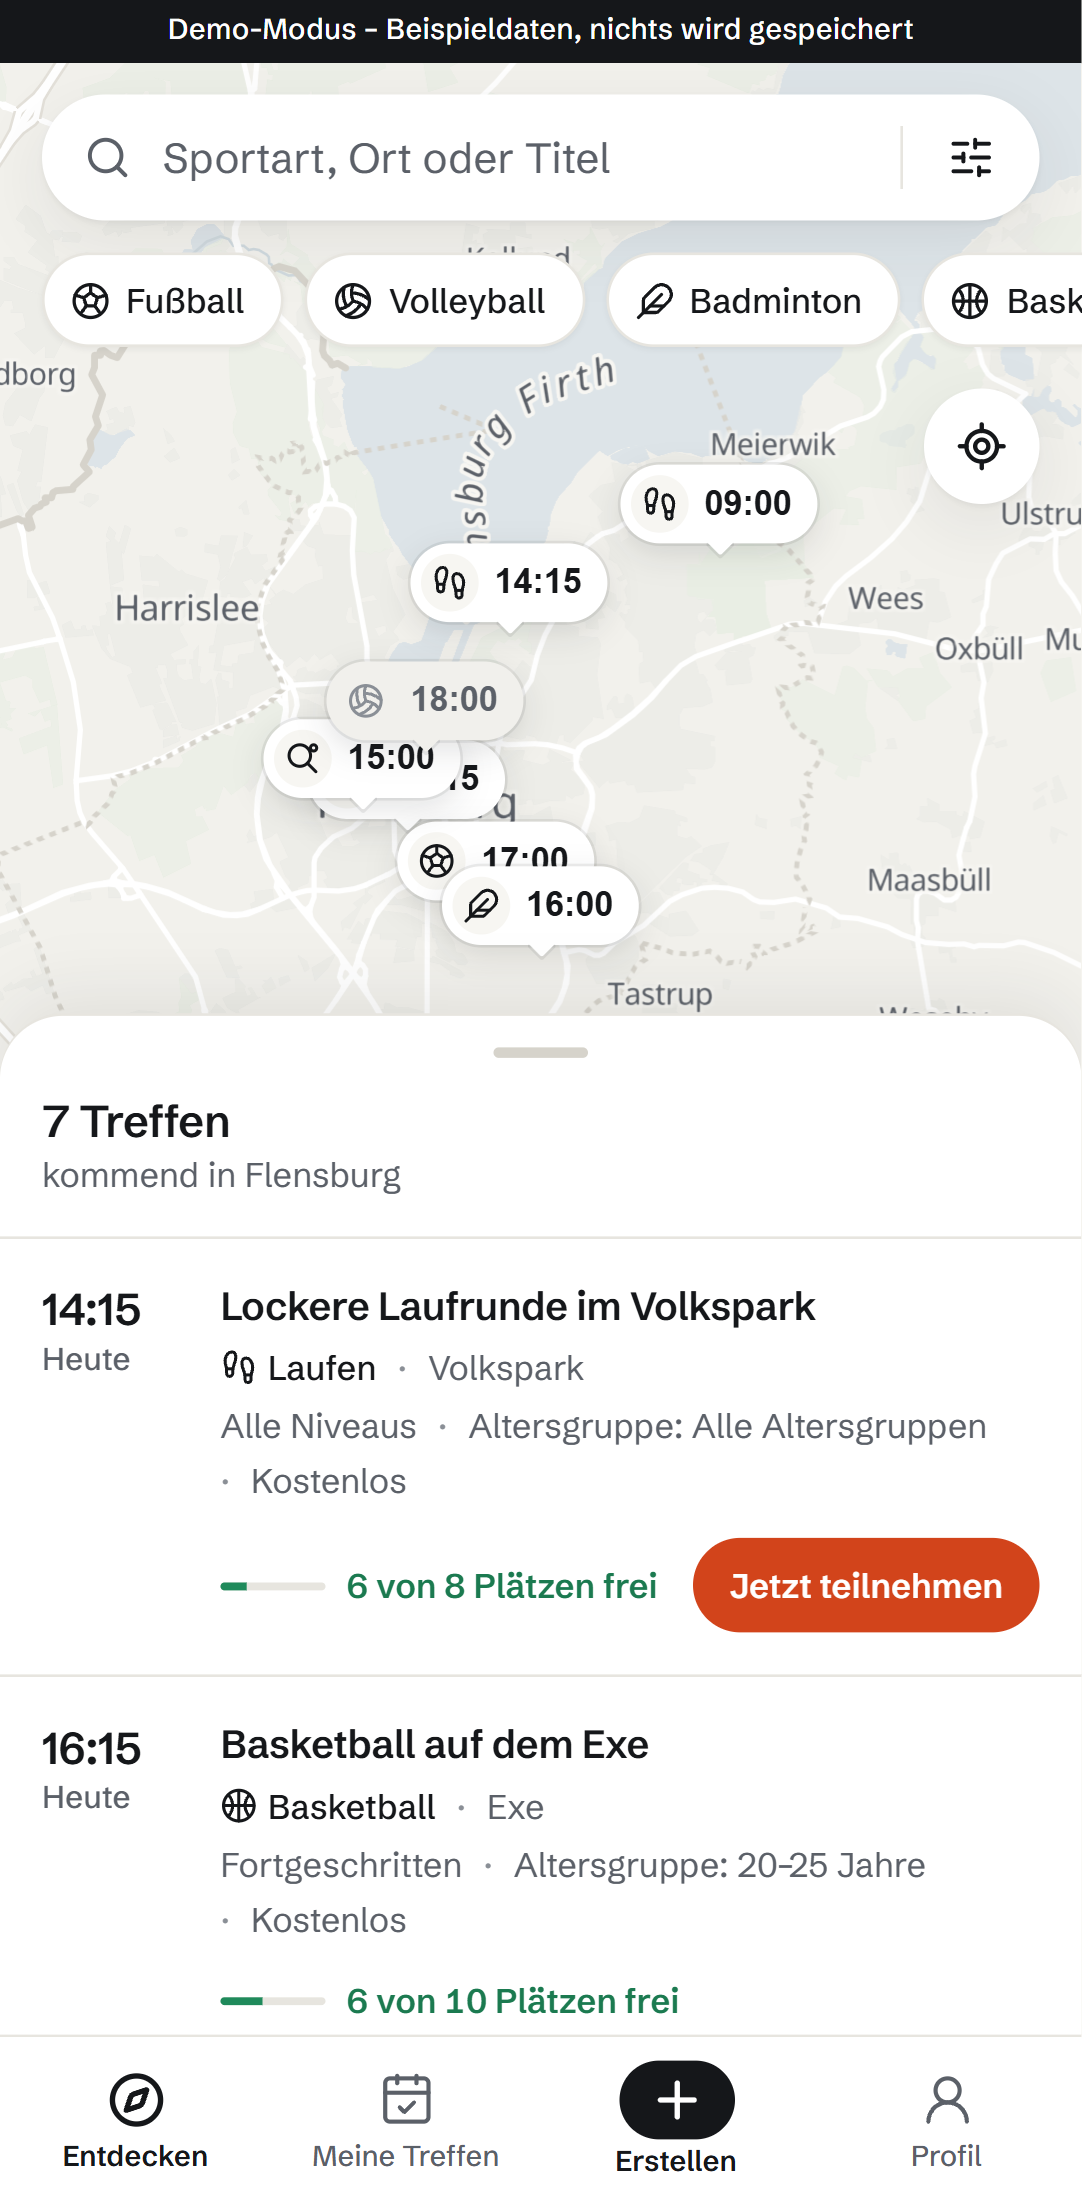 Demo-Modus – Beispieldaten, nichts wird gespeichert
Sportart, Ort oder Titel
Fußball
Volleyball
Badminton
Bask
dborg
Firth
Meierwik
09:00
Ulstru
14:15
Harrislee
Wees
Oxbüll
Mu
18:00
15:00
15
17:00
16:00
Maasbüll
Tastrup
7 Treffen
kommend in Flensburg
14:15
Heute
Lockere Laufrunde im Volkspark
Laufen · Volkspark
Alle Niveaus · Altersgruppe: Alle Altersgruppen
· Kostenlos
6 von 8 Plätzen frei
Jetzt teilnehmen
16:15
Heute
Basketball auf dem Exe
Basketball · Exe
Fortgeschritten · Altersgruppe: 20–25 Jahre
· Kostenlos
6 von 10 Plätzen frei
Entdecken
Meine Treffen
Erstellen
Profil